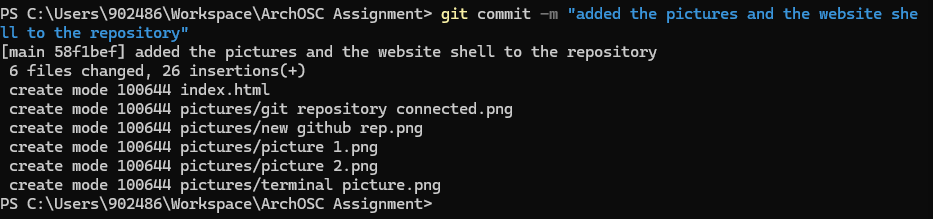 PS C:\Users\902486\Workspace\ArchOSC Assignment> git commit -m "added the pictures and the website she
ll to the repository"
[main 58f1bef] added the pictures and the website shell to the repository
 6 files changed, 26 insertions(+)
 create mode 100644 index.html
 create mode 100644 pictures/git repository connected.png
 create mode 100644 pictures/new github rep.png
 create mode 100644 pictures/picture 1.png
 create mode 100644 pictures/picture 2.png
 create mode 100644 pictures/terminal picture.png
PS C:\Users\902486\Workspace\ArchOSC Assignment>